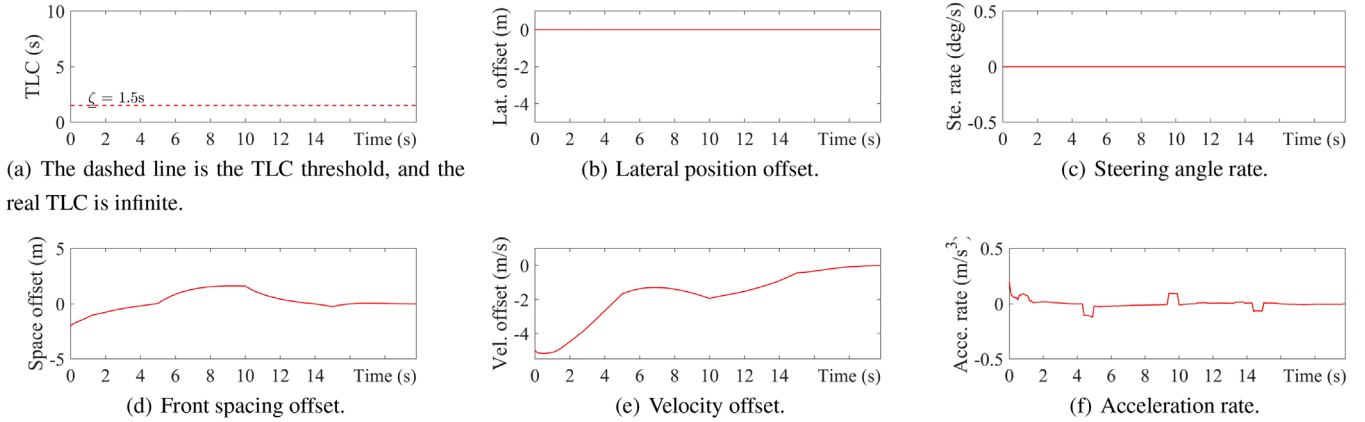 10
5
0
TLC (s)
ζ = 1.5s
0 2 4 6 8 10 12 14 Time (s)
(a) The dashed line is the TLC threshold, and the
real TLC is infinite.
0
-2
-4
Lat. offset (m)
0 2 4 6 8 10 12 14 Time (s)
(b) Lateral position offset.
0.5
0
-0.5
Ste. rate (deg/s)
0 2 4 6 8 10 12 14 Time (s)
(c) Steering angle rate.
5
0
-5
Space offset (m)
0 2 4 6 8 10 12 14 Time (s)
(d) Front spacing offset.
0
-2
-4
Vel. offset (m/s)
0 2 4 6 8 10 12 14 Time (s)
(e) Velocity offset.
0.5
0
-0.5
Acce. rate (m/s³)
0 2 4 6 8 10 12 14 Time (s)
(f) Acceleration rate.